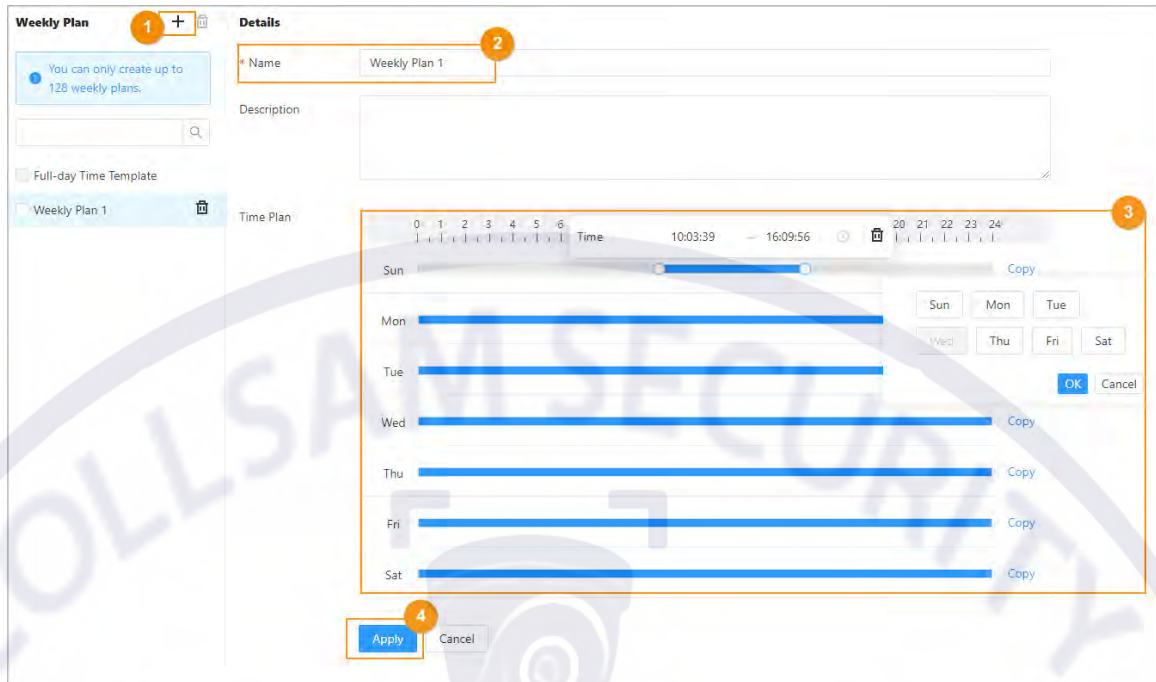 Weekly Plan
1
Details
You can only create up to
128 weekly plans.
* Name
Weekly Plan 1
2
Description
Full-day Time Template
Weekly Plan 1
Time Plan
3
0 1 2 3 4 5 6
Time 10:03:39 – 16:09:56
20 21 22 23 24
Sun
Copy
Sun Mon Tue
Mon
Wed Thu Fri Sat
Tue
OK Cancel
Wed
Copy
Thu
Copy
Fri
Copy
Sat
Copy
4
Apply
Cancel
OLLSAM SECURITY